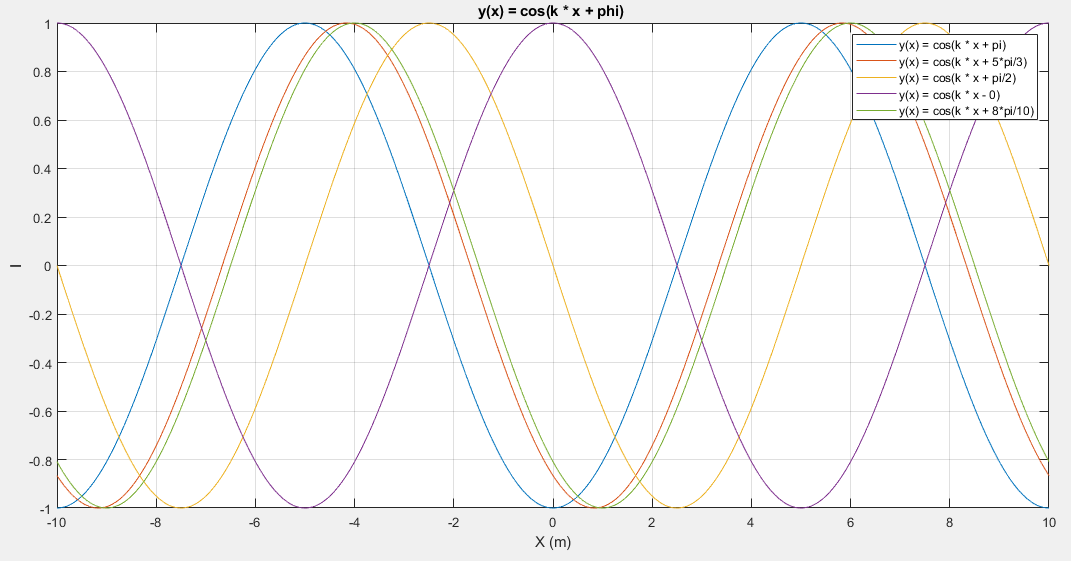 y(x) = cos(k * x + phi)
1
0.8
0.6
0.4
0.2
0
-0.2
-0.4
-0.6
-0.8
-1
I
y(x) = cos(k * x + pi)
y(x) = cos(k * x + 5*pi/3)
y(x) = cos(k * x + pi/2)
y(x) = cos(k * x - 0)
y(x) = cos(k * x + 8*pi/10)
-10 -8 -6 -4 -2 0 2 4 6 8 10
X (m)